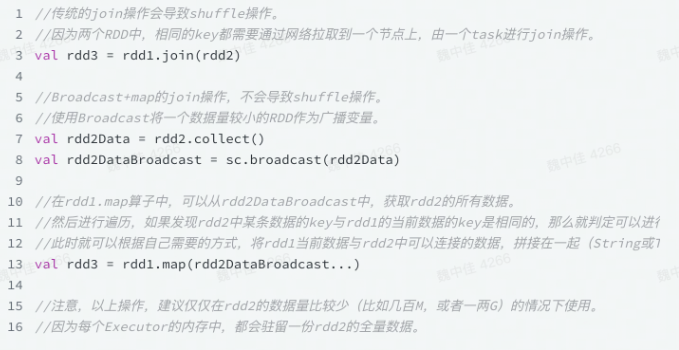 1 //传统的join操作会导致shuffle操作。
2 //因为两个RDD中，相同的key都需要通过网络拉取到一个节点上，由一个task进行join操作。
3 val rdd3 = rdd1.join(rdd2)
4
5 //Broadcast+map的join操作，不会导致shuffle操作。
6 //使用Broadcast将一个数据量较小的RDD作为广播变量。
7 val rdd2Data = rdd2.collect()
8 val rdd2DataBroadcast = sc.broadcast(rdd2Data)
9
10 //在rdd1.map算子中，可以从rdd2DataBroadcast中，获取rdd2的所有数据。
11 //然后进行遍历，如果发现rdd2中某条数据的key与rdd1的当前数据的key是相同的，那么就判定可以进行
12 //此时就可以根据自己需要的方式，将rdd1当前数据与rdd2中可以连接的数据，拼接在一起（String或
13 val rdd3 = rdd1.map(rdd2DataBroadcast...)
14
15 //注意，以上操作，建议仅仅在rdd2的数据量比较少（比如几百M，或者一两G）的情况下使用。
16 //因为每个Executor的内存中，都会驻留一份rdd2的全量数据。
魏中佳 4266